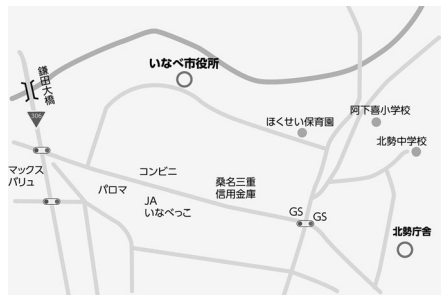 いなべ市役所
鎌田大橋
306
ほくせい保育園
阿下喜小学校
北勢中学校
マックス
バリュ
コンビニ
パロマ
JA
いなべっこ
桑名三重
信用金庫
GS
GS
北勢庁舎